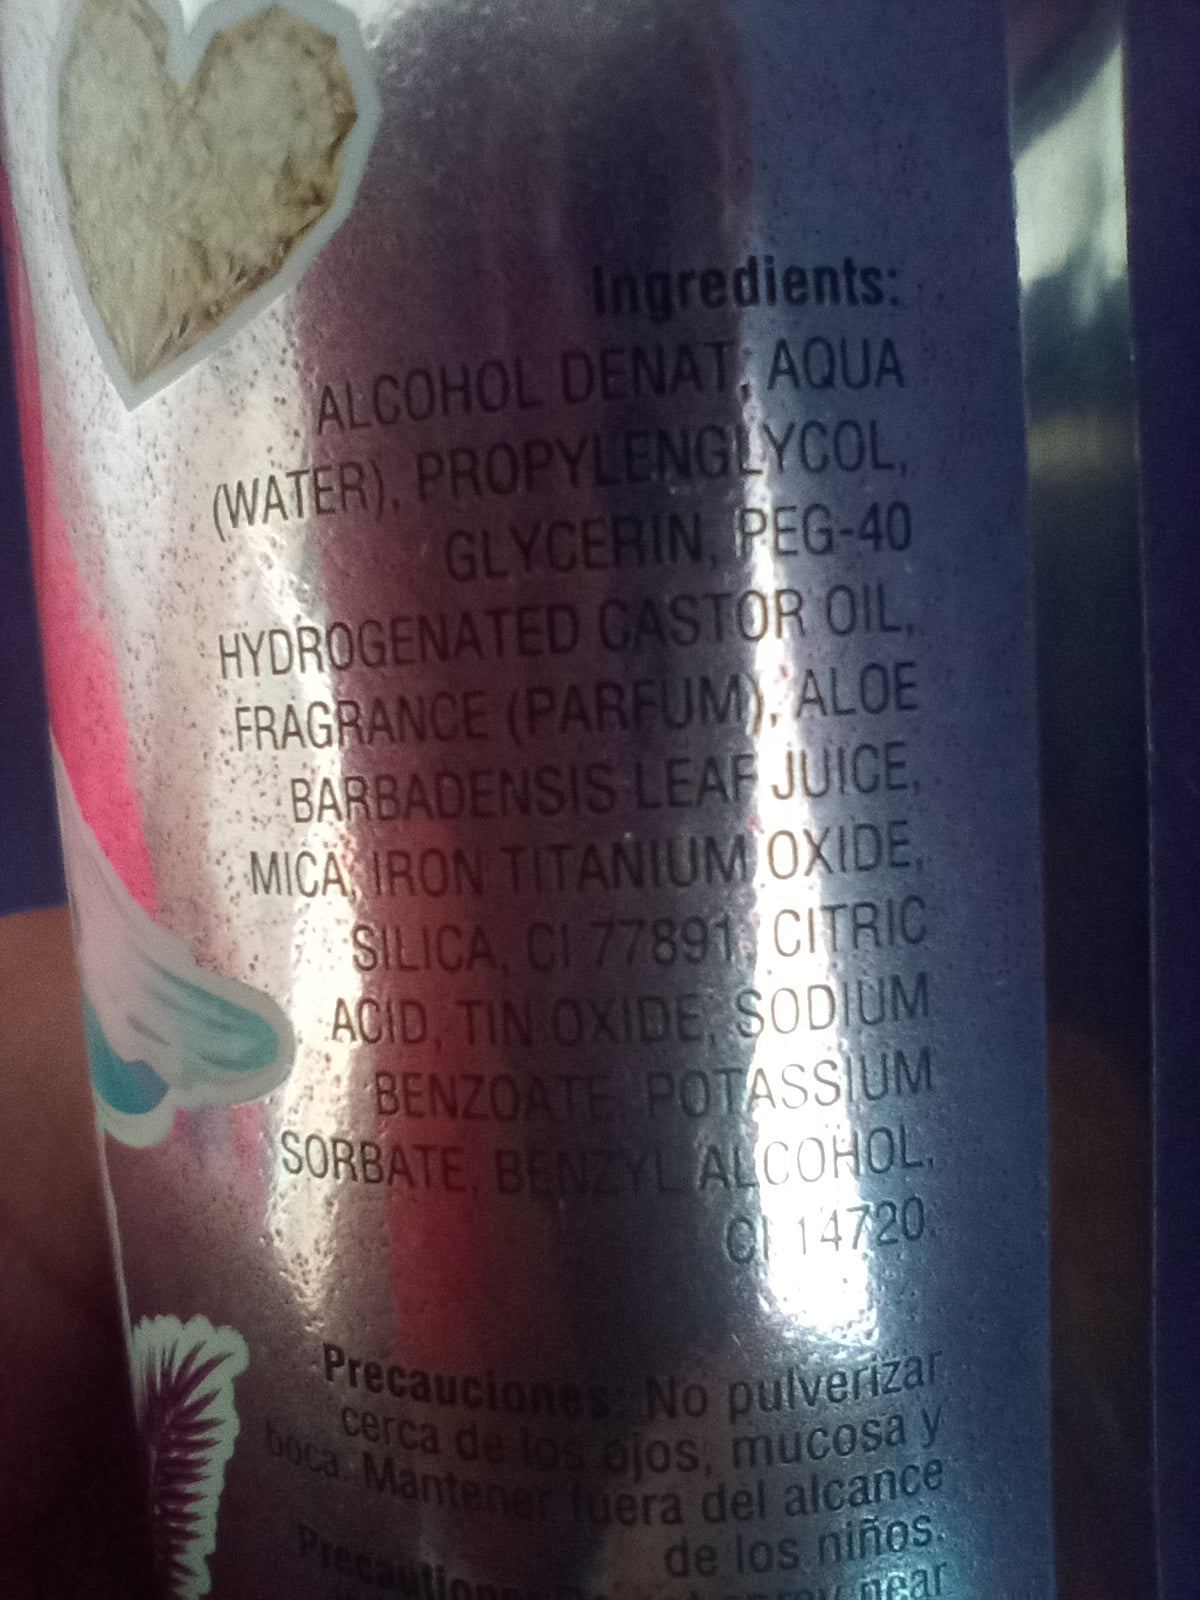 Ingredients:
ALCOHOL DENAT, AQUA
(WATER), PROPYLENGLYCOL,
GLYCERIN, PEG-40
HYDROGENATED CASTOR OIL,
FRAGRANCE (PARFUM), ALOE
BARBADENSIS LEAF JUICE,
MICA, IRON TITANIUM OXIDE,
SILICA, CI 77891, CITRIC
ACID, TIN OXIDE, SODIUM
BENZOATE, POTASSIUM
SORBATE, BENZYL ALCOHOL,
CI 14720.
Precauciones: No pulverizar
cerca de los ojos, mucosa y
boca. Mantener fuera del alcance
de los niños.
near